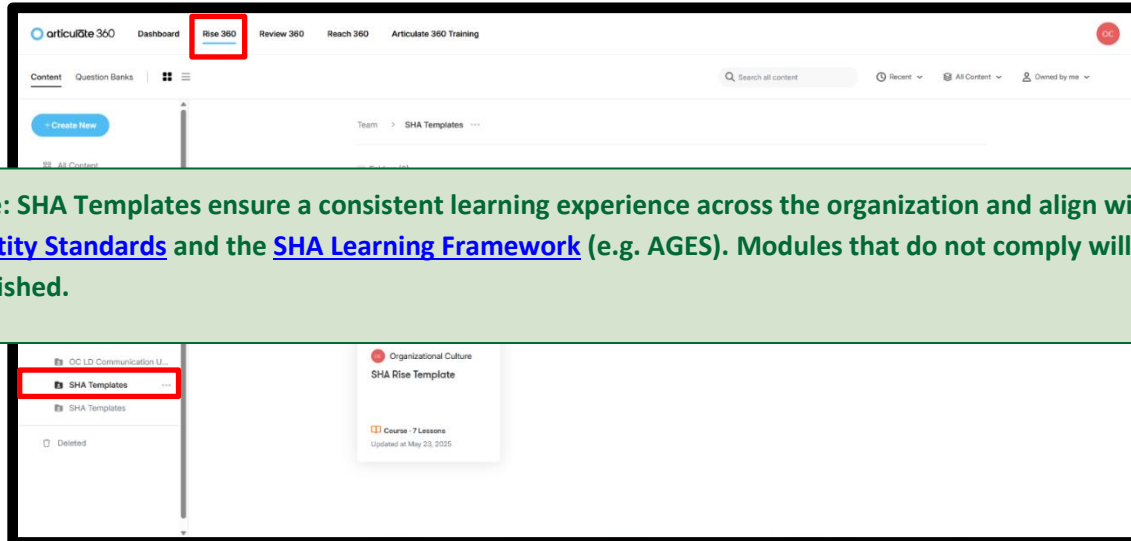 articulate 360 Dashboard Rise 360 Review 360 Reach 360 Articulate 360 Training OC
Content Question Banks Search all content Recent All Content Owned by me
+ Create New
Team > SHA Templates ...
All Content
e: SHA Templates ensure a consistent learning experience across the organization and align wi
tity Standards and the SHA Learning Framework (e.g. AGES). Modules that do not comply will
ished.
OC LD Communication U...
SHA Templates ...
SHA Templates
Deleted
OC Organizational Culture
SHA Rise Template
Course - 7 Lessons
Updated at May 23, 2025